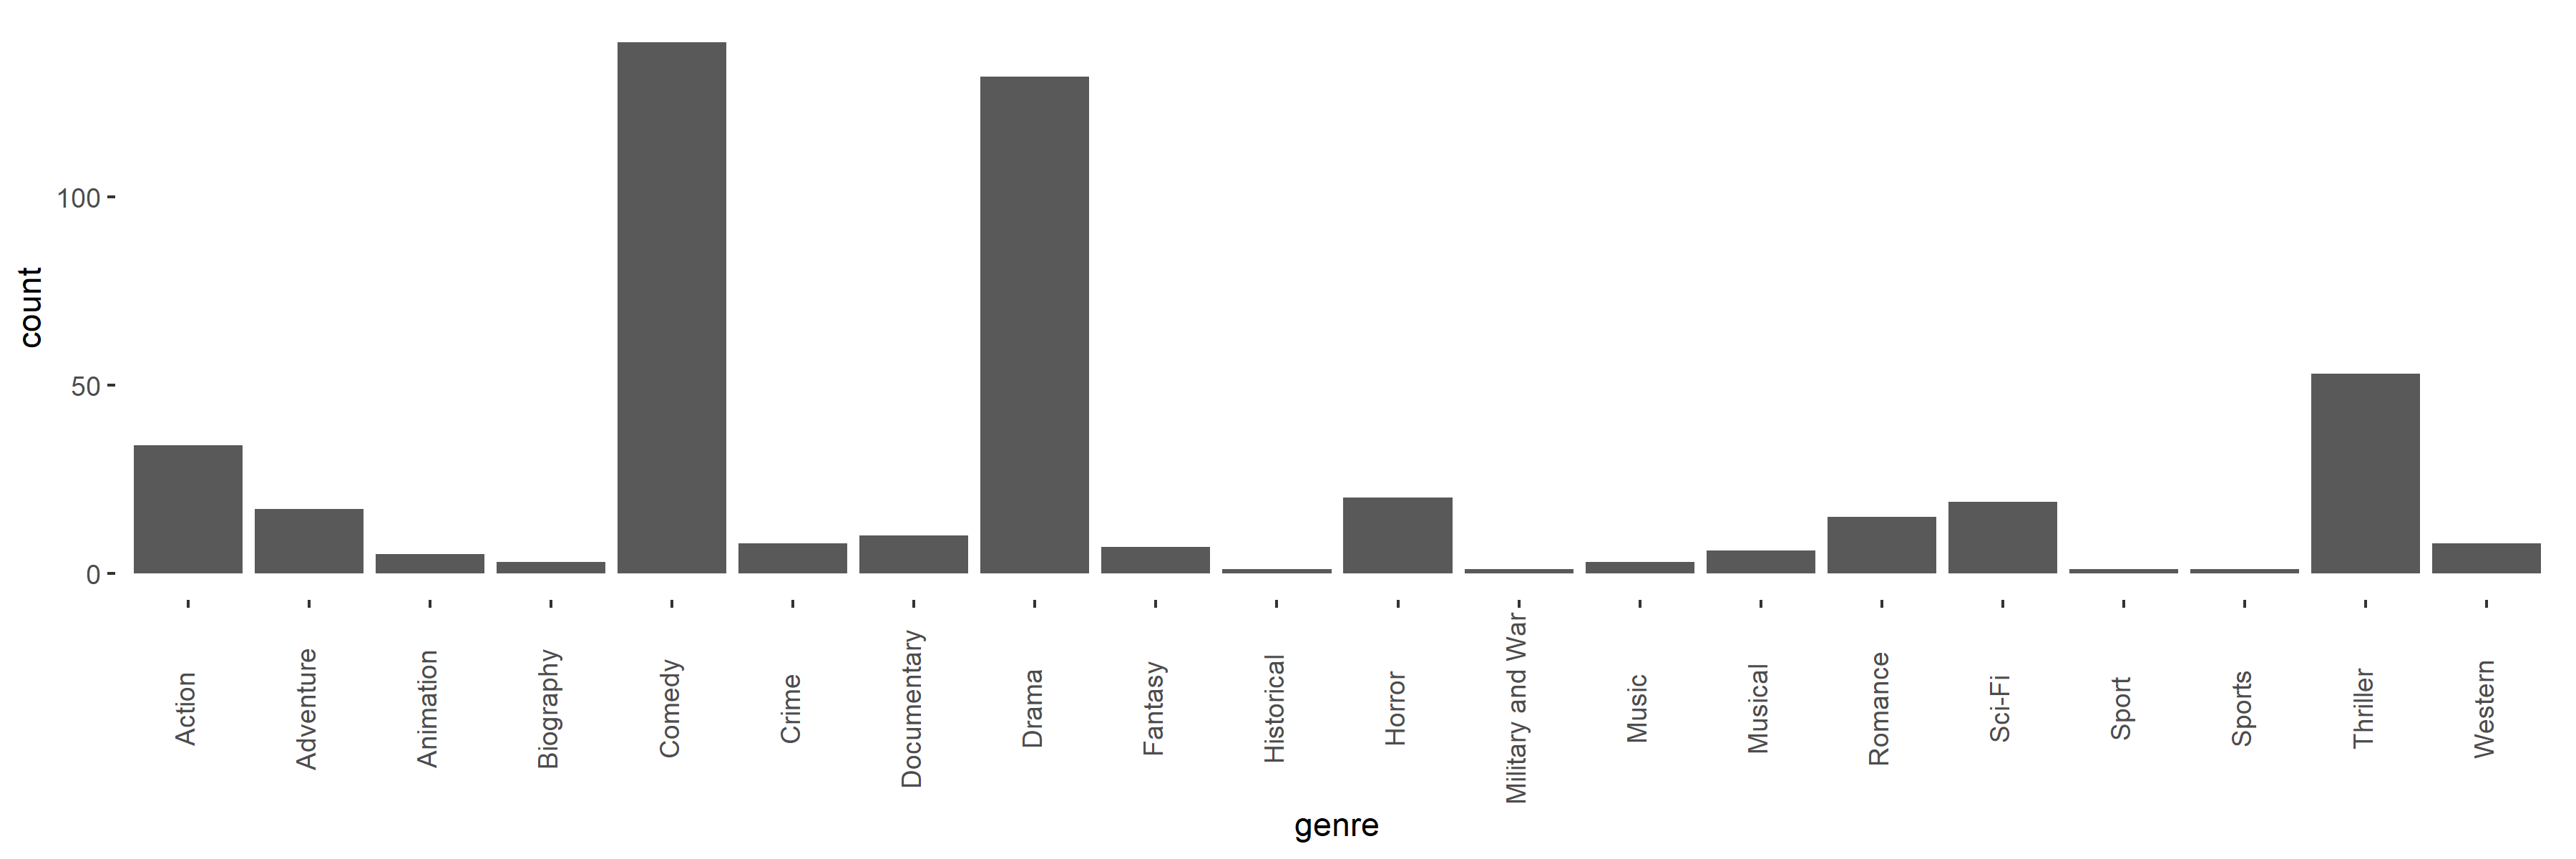 count
100
50
0
Action
Adventure
Animation
Biography
Comedy
Crime
Documentary
Drama
Fantasy
Historical
Horror
Military and War
Music
Musical
Romance
Sci-Fi
Sport
Sports
Thriller
Western
genre